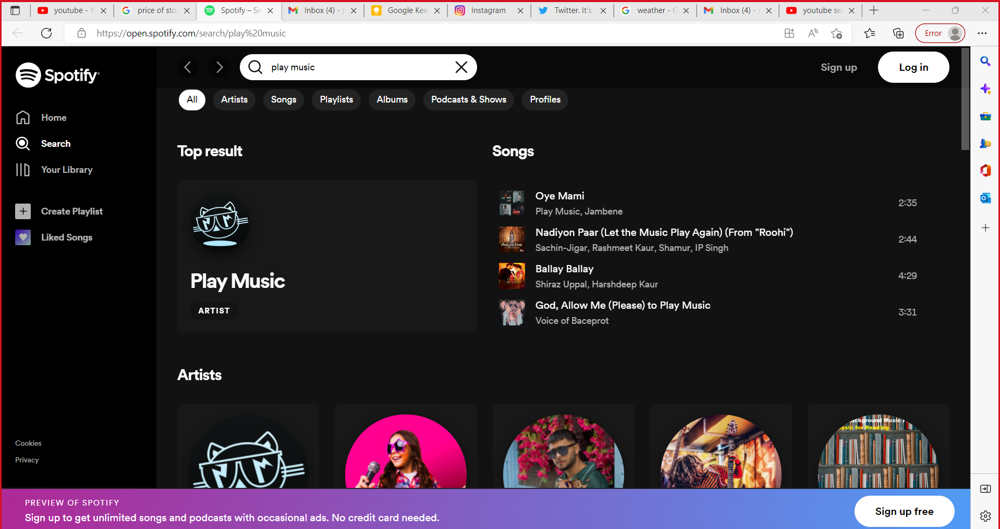 youtube - Y
price of sto
Spotify – Se
Inbox (4) - p
Google Kee
Instagram
Twitter. It's
weather - G
Inbox (4) - p
youtube se
https://open.spotify.com/search/play%20music
Error
Spotify
play music
Sign up
Log in
All
Artists
Songs
Playlists
Albums
Podcasts & Shows
Profiles
Home
Search
Your Library
Create Playlist
Liked Songs
Top result
Play Music
ARTIST
Songs
Oye Mami
Play Music, Jambene
2:35
Nadiyon Paar (Let the Music Play Again) (From "Roohi")
Sachin-Jigar, Rashmeet Kaur, Shamur, IP Singh
2:44
Ballay Ballay
Shiraz Uppal, Harshdeep Kaur
4:29
God, Allow Me (Please) to Play Music
Voice of Baceprot
3:31
Artists
ckground Music
usic for Reading
Cookies
Privacy
PREVIEW OF SPOTIFY
Sign up to get unlimited songs and podcasts with occasional ads. No credit card needed.
Sign up free